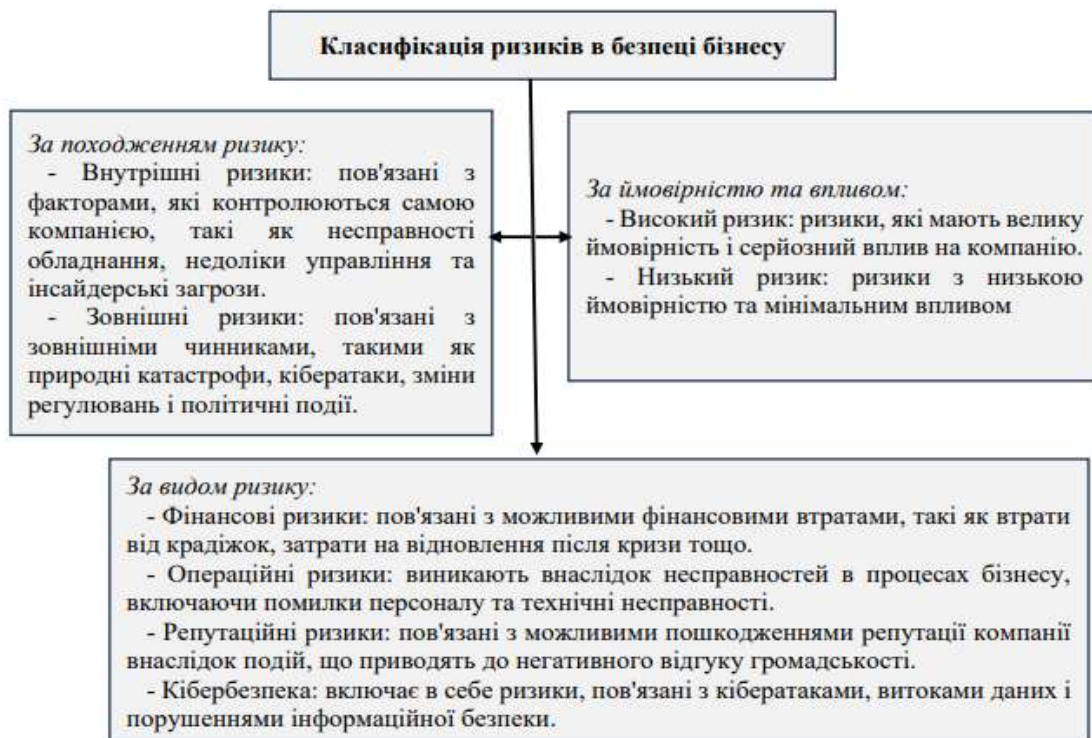 Класифікація ризиків в безпеці бізнесу
За походженням ризику:
- Внутрішні ризики: пов'язані з
факторами, які контролюються самою
компанією, такі як несправності
обладнання, недоліки управління та
інсайдерські загрози.
- Зовнішні ризики: пов'язані з
зовнішніми чинниками, такими як
природні катастрофи, кібератаки, зміни
регулювань і політичні події.
За ймовірністю та впливом:
- Високий ризик: ризики, які мають велику
ймовірність і серйозний вплив на компанію.
- Низький ризик: ризики з низькою
ймовірністю та мінімальним впливом
За видом ризику:
- Фінансові ризики: пов'язані з можливими фінансовими втратами, такі як втрати
від крадіжок, затрати на відновлення після кризи тощо.
- Операційні ризики: виникають внаслідок несправностей в процесах бізнесу,
включаючи помилки персоналу та технічні несправності.
- Репутаційні ризики: пов'язані з можливими пошкодженнями репутації компанії
внаслідок подій, що приводять до негативного відгуку громадськості.
- Кібербезпека: включає в себе ризики, пов'язані з кібератаками, витоками даних і
порушеннями інформаційної безпеки.